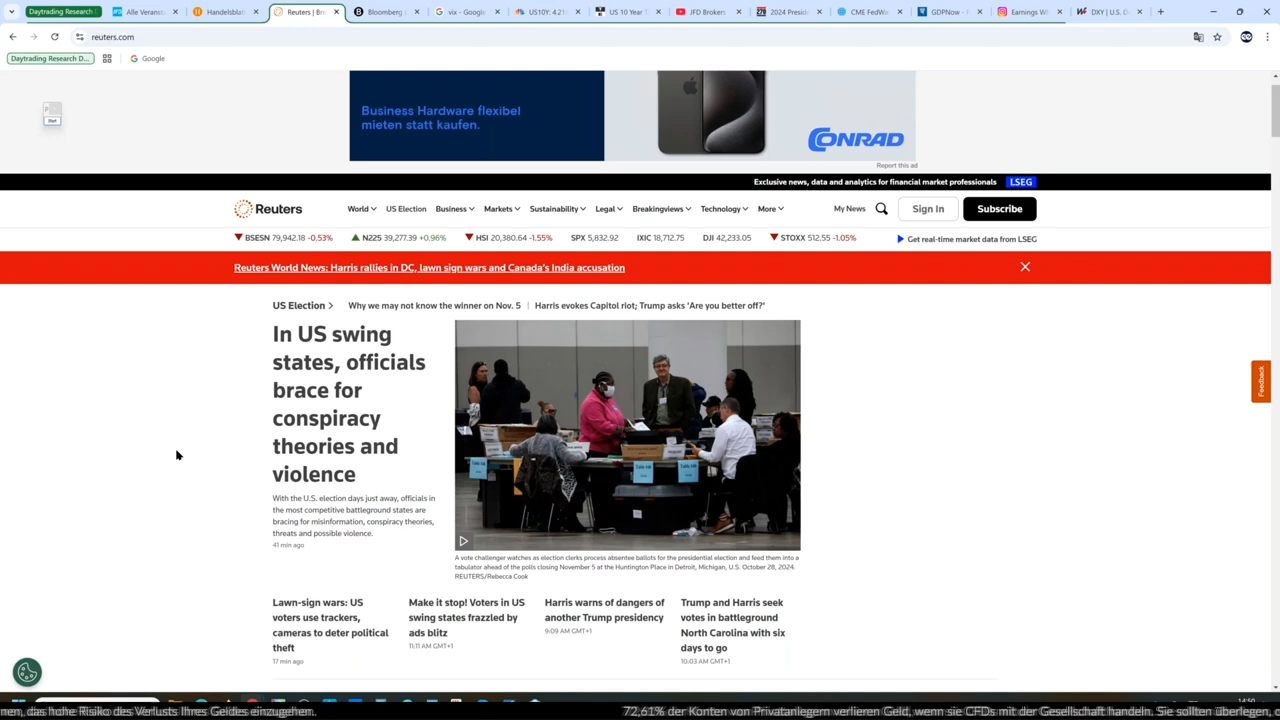 Daytrading Research
Alle Veranst
Handelsblat
Reuters | Bre
Bloomberg
vix - Google
US10Y: 4.2
US 10 Year T
JFD Brokers
2024 Presid
CME FedWa
GDPNow - F
Earnings Wh
DXY | U.S. D
reuters.com
Daytrading Research D...
Google
Start
Business Hardware flexibel
mieten statt kaufen.
CONRAD
Report this ad
Exclusive news, data and analytics for financial market professionals LSEG
Reuters World US Election Business Markets Sustainability Legal Breakingviews Technology More My News Sign In Subscribe
BSESN 79,942.18 -0.53% N225 39,277.39 +0.96% HSI 20,380.64 -1.55% SPX 5,832.92 IXIC 18,712.75 DJI 42,233.05 STOXX 512.55 -1.05% Get real-time market data from LSEG
Reuters World News: Harris rallies in DC, lawn sign wars and Canada's India accusation
US Election Why we may not know the winner on Nov. 5 Harris evokes Capitol riot; Trump asks 'Are you better off?'
In US swing
states, officials
brace for
conspiracy
theories and
violence
With the U.S. election days just away, officials in
the most competitive battleground states are
bracing for misinformation, conspiracy theories,
threats and possible violence.
41 min ago
A vote challenger watches as election clerks process absentee ballots for the presidential election and feed them into a
tabulator ahead of the polls closing November 5 at the Huntington Place in Detroit, Michigan, U.S. October 28, 2024.
REUTERS/Rebecca Cook
Feedback
Lawn-sign wars: US
voters use trackers,
cameras to deter political
theft
17 min ago
Make it stop! Voters in US
swing states frazzled by
ads blitz
11:11 AM GMT+1
Harris warns of dangers of
another Trump presidency
9:09 AM GMT+1
Trump and Harris seek
votes in battleground
North Carolina with six
days to go
10:03 AM GMT+1
nen, das hohe Risiko des Verlusts Ihres Geldes einzugehen. 72,61% der Konten von Privatanlegern verlieren Geld, wenn sie CFDs mit der Gesellschaft handeln. Sie sollten überlegen,